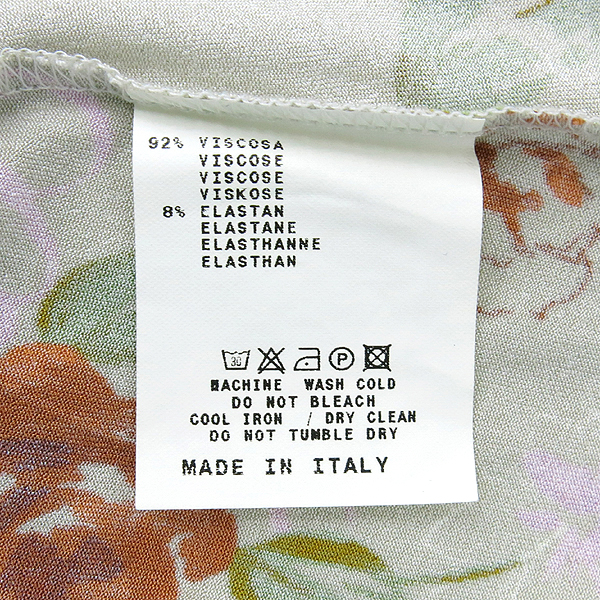 92% VISCOSA
VISCOSE
VISCOSE
VISKOSE
8% ELASTAN
ELASTANE
ELASTHANNE
ELASTHAN
30 P
MACHINE WASH COLD
DO NOT BLEACH
COOL IRON / DRY CLEAN
DO NOT TUMBLE DRY
MADE IN ITALY